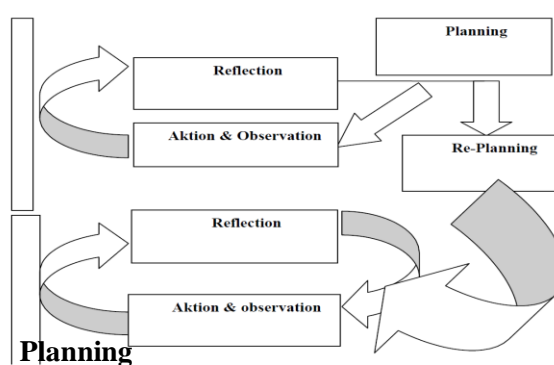 Planning
Reflection
Aktion & Observation
Re-Planning
Reflection
Aktion & observation
Planning